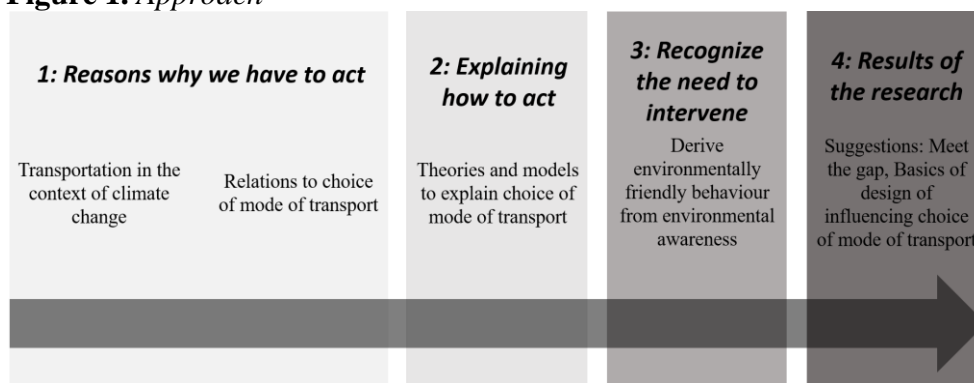 Figure 1. Approach
1: Reasons why we have to act
Transportation in the
context of climate
change
Relations to choice
of mode of transport
2: Explaining
how to act
Theories and models
to explain choice of
mode of transport
3: Recognize
the need to
intervene
Derive
environmentally
friendly behaviour
from environmental
awareness
4: Results of
the research
Suggestions: Meet
the gap, Basics of
design of
influencing choice
of mode of transport